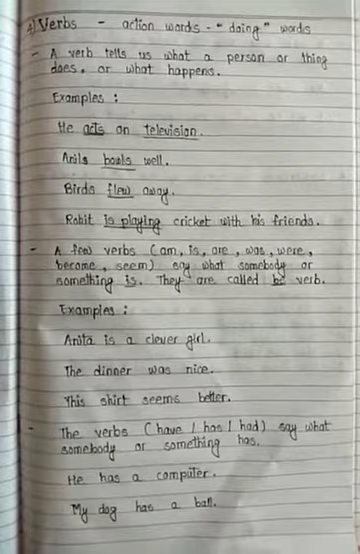 4) Verbs - action words - "doing" words
- A verb tells us what a person or thing
does, or what happens.
Examples :
He acts on television.
Anils bowls well.
Birds flew away.
Rohit is playing cricket with his friends.
- A few verbs (am, is, are, was, were,
become, seem) say what somebody or
something is. They are called be verb.
Examples :
Anita is a clever girl.
The dinner was nice.
This shirt seems better.
- The verbs (have / has / had) say what
somebody or something has.
He has a computer.
My dog has a ball.